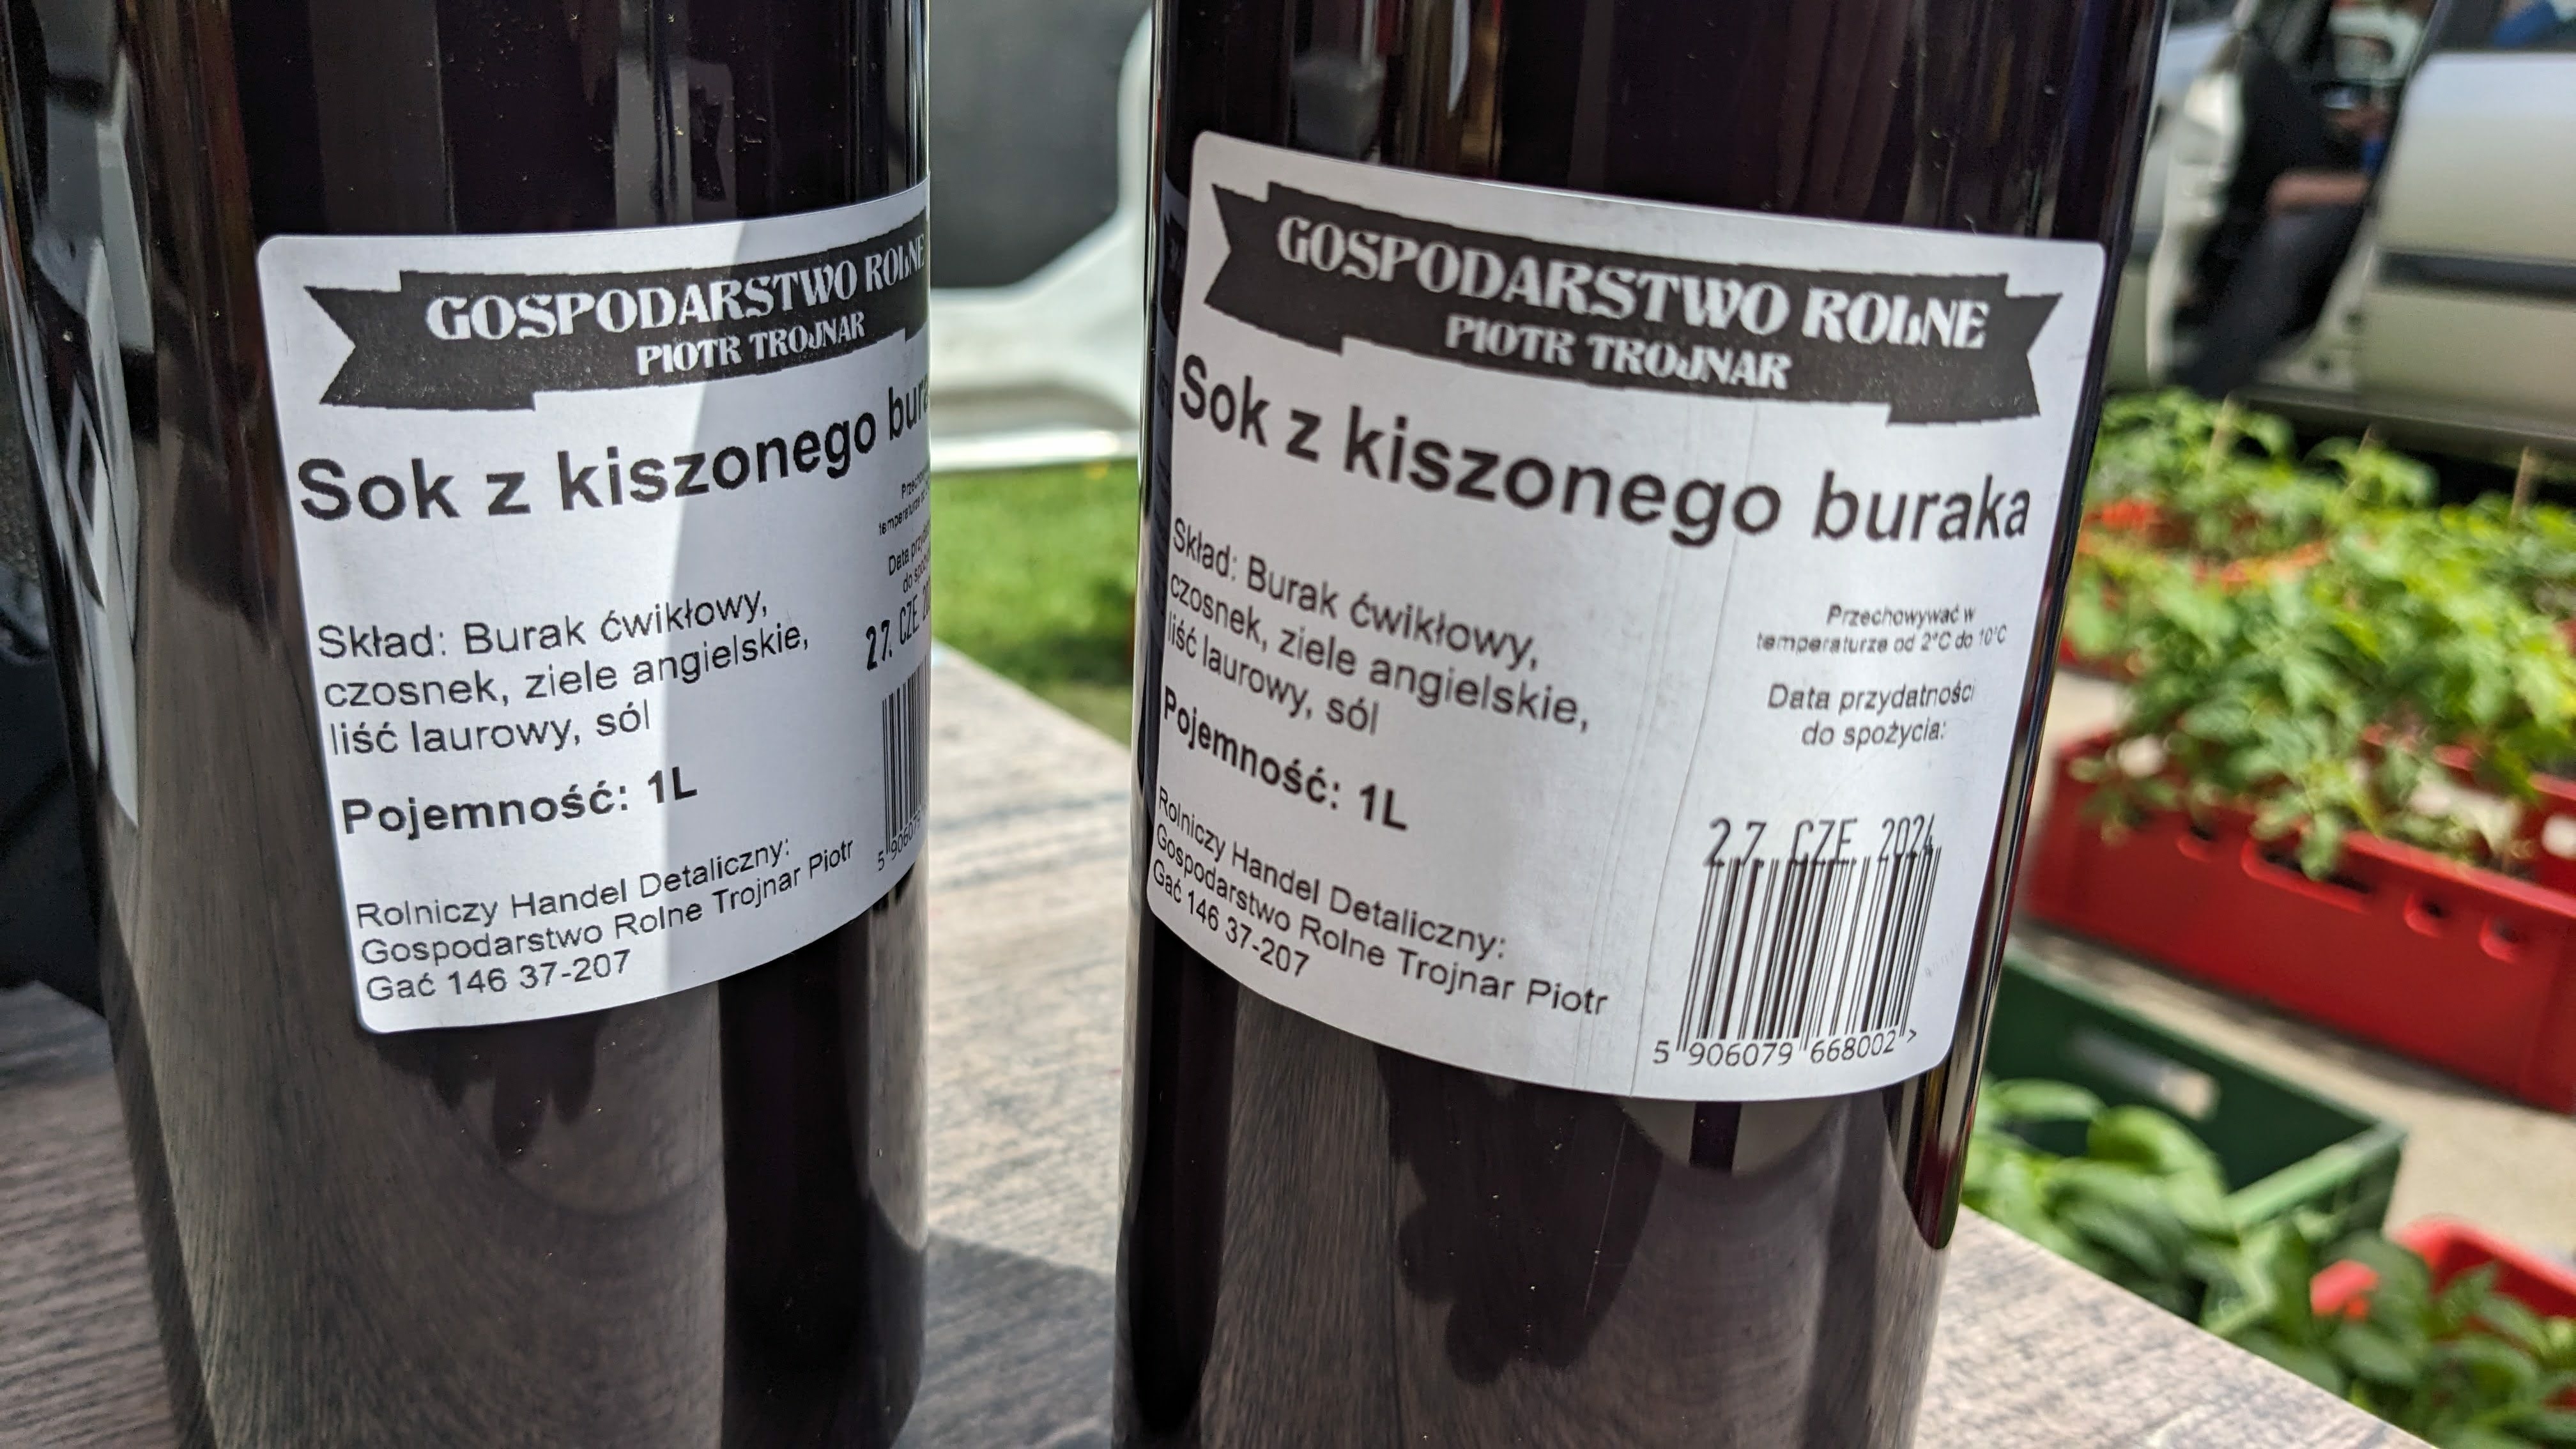 GOSPODARSTWO ROLNE
PIOTR TROJNAR
Sok z kiszonego
Skład: Burak ćwikłowy,
czosnek, ziele angielskie,
liść laurowy, sól
Pojemność: 1L
Rolniczy Handel Detaliczny:
Gospodarstwo Rolne Trojnar Piotr
Gać 146 37-207
Data
27. CZE
GOSPODARSTWO ROLNE
PIOTR TROJNAR
Sok z kiszonego buraka
Skład: Burak ćwikłowy,
czosnek, ziele angielskie,
liść laurowy, sól
Pojemność: 1L
Rolniczy Handel Detaliczny:
Gospodarstwo Rolne Trojnar Piotr
Gać 146 37-207
Przechowywać w
temperaturze od 2°C do 10°C
Data przydatności
do spożycia:
27. CZE. 2024
5 906079 668002 >